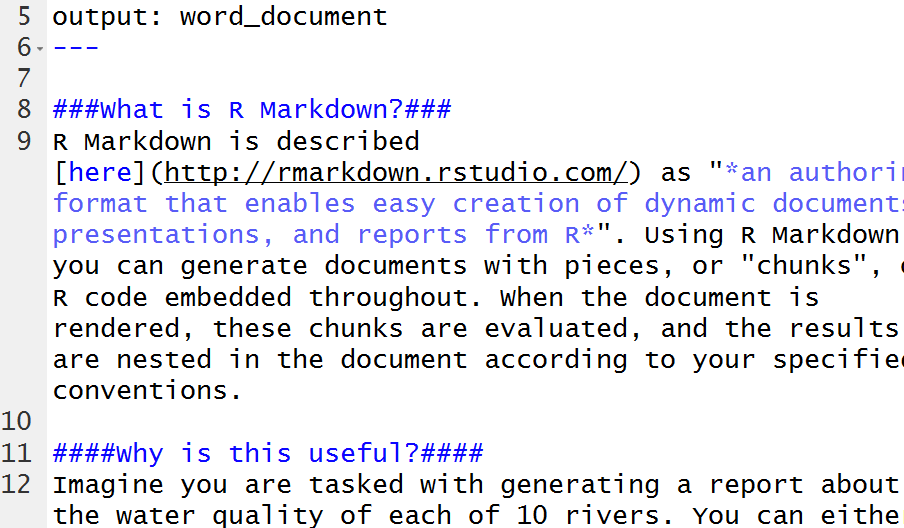 5 output: word_document
6 ---
7
8 ###What is R Markdown?###
9 R Markdown is described
[here](http://rmarkdown.rstudio.com/) as "*an
format that enables easy creation of dynamic
presentations, and reports from R*". Using R Markdown
you can generate documents with pieces, or "chunks",
R code embedded throughout. When the document is
rendered, these chunks are evaluated, and the results
are nested in the document according to your
conventions.
10
11 ####Why is this useful?####
12 Imagine you are tasked with generating a report about
the water quality of each of 10 rivers. You can